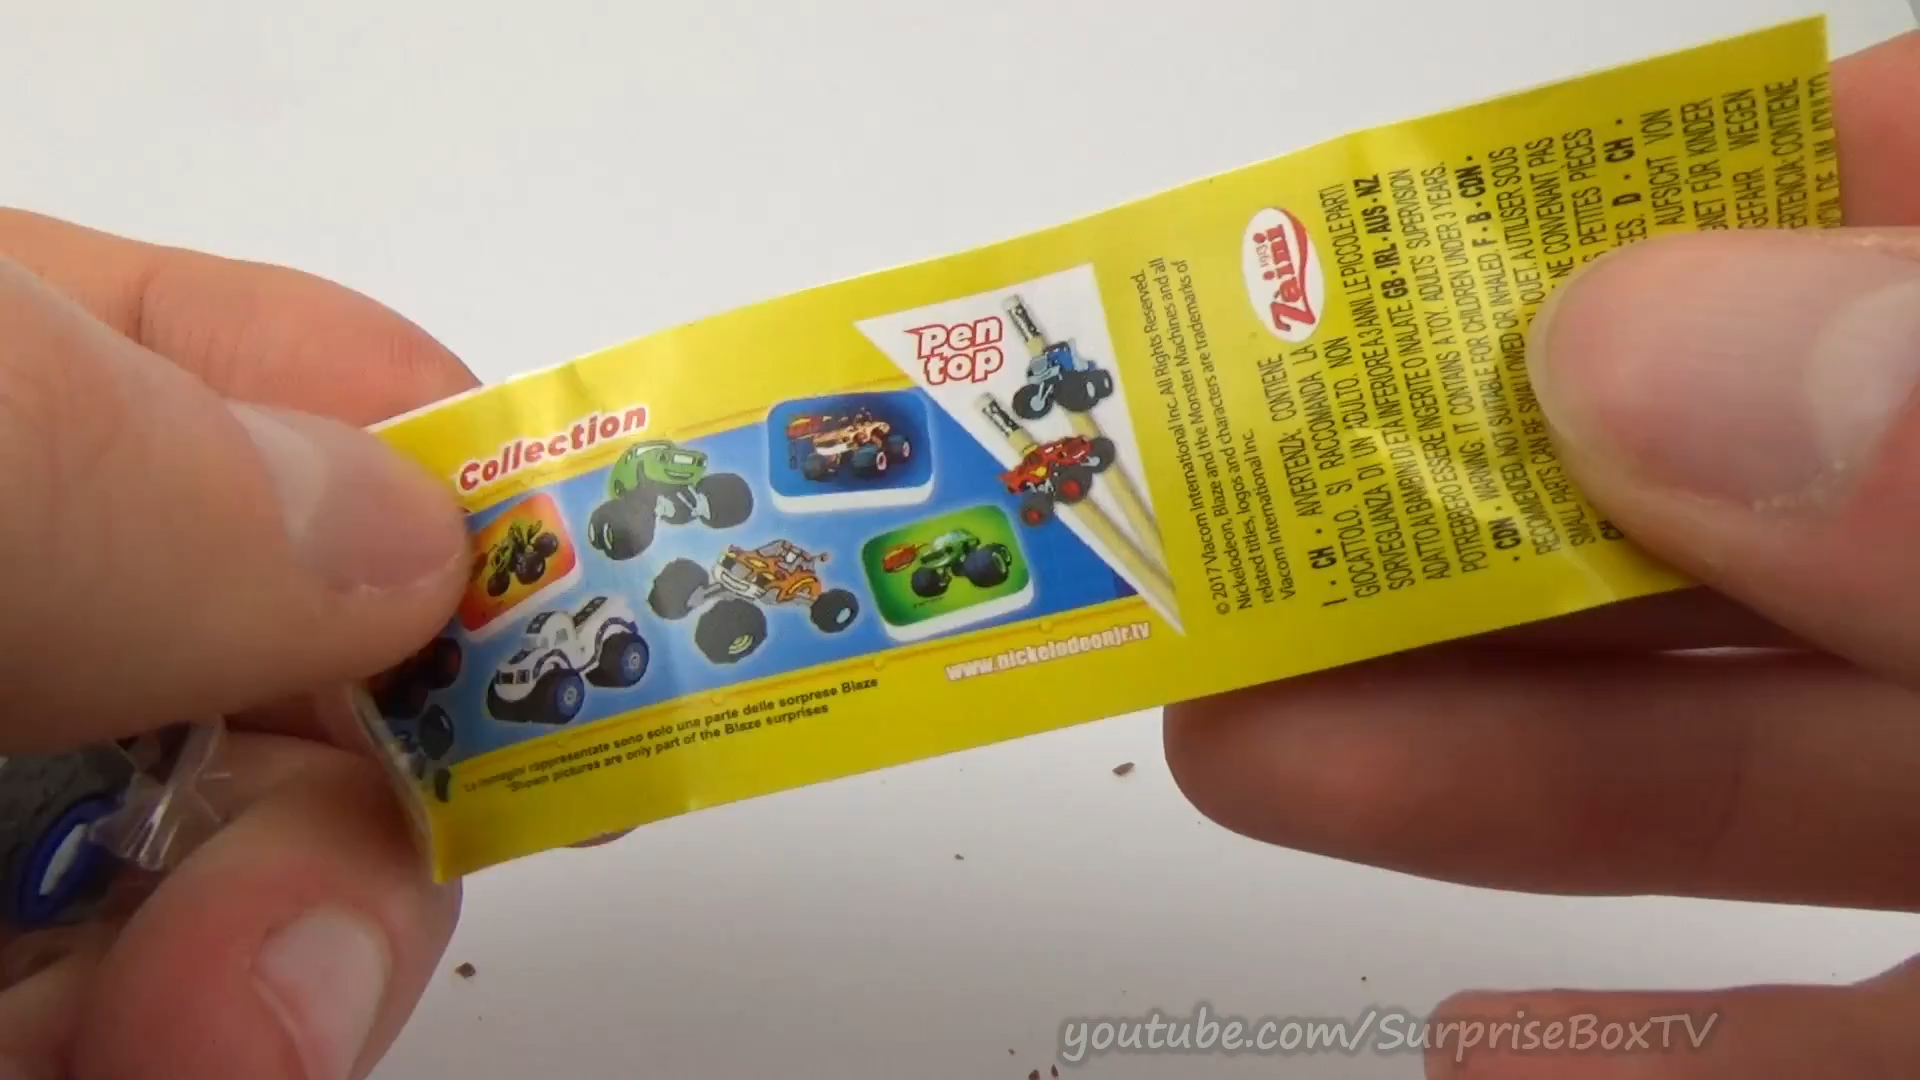 Collection
Pen
top
www.nickelodeonjr.tv
Le immagini rappresentate sono solo una parte delle sorprese Blaze
*Shown pictures are only part of the Blaze surprises
© 2017 Viacom International Inc. All Rights Reserved.
Nickelodeon, Blaze and the Monster Machines and all
related titles, logos and characters are trademarks of
Viacom International Inc.
Zàini
1913
I • CH • AVERTENZA: CONTIENE
GIOCATTOLO. SI RACCOMANDA LA
SORVEGLIANZA DI UN ADULTO. NON
ADATTO A BAMBINI DI ETÀ INFERIORE A 3 ANNI. LE PICCOLE PARTI
POTREBBERO ESSERE INGERITE O INALATE. GB • IRL • AUS • NZ
• CDN • WARNING: IT CONTAINS A TOY. ADULTS SUPERVISION
RECOMMENDED. NOT SUITABLE FOR CHILDREN UNDER 3 YEARS.
SMALL PARTS CAN BE SWALLOWED OR INHALED. F • B • CDN •
JOUET A UTILISER SOUS
NE CONVENANT PAS
PETITES PIÈCES
D • CH •
AUFSICHT VON
FÜR KINDER
GEFAHR WEGEN
CONTIENE
youtube.com/SurpriseBoxTV